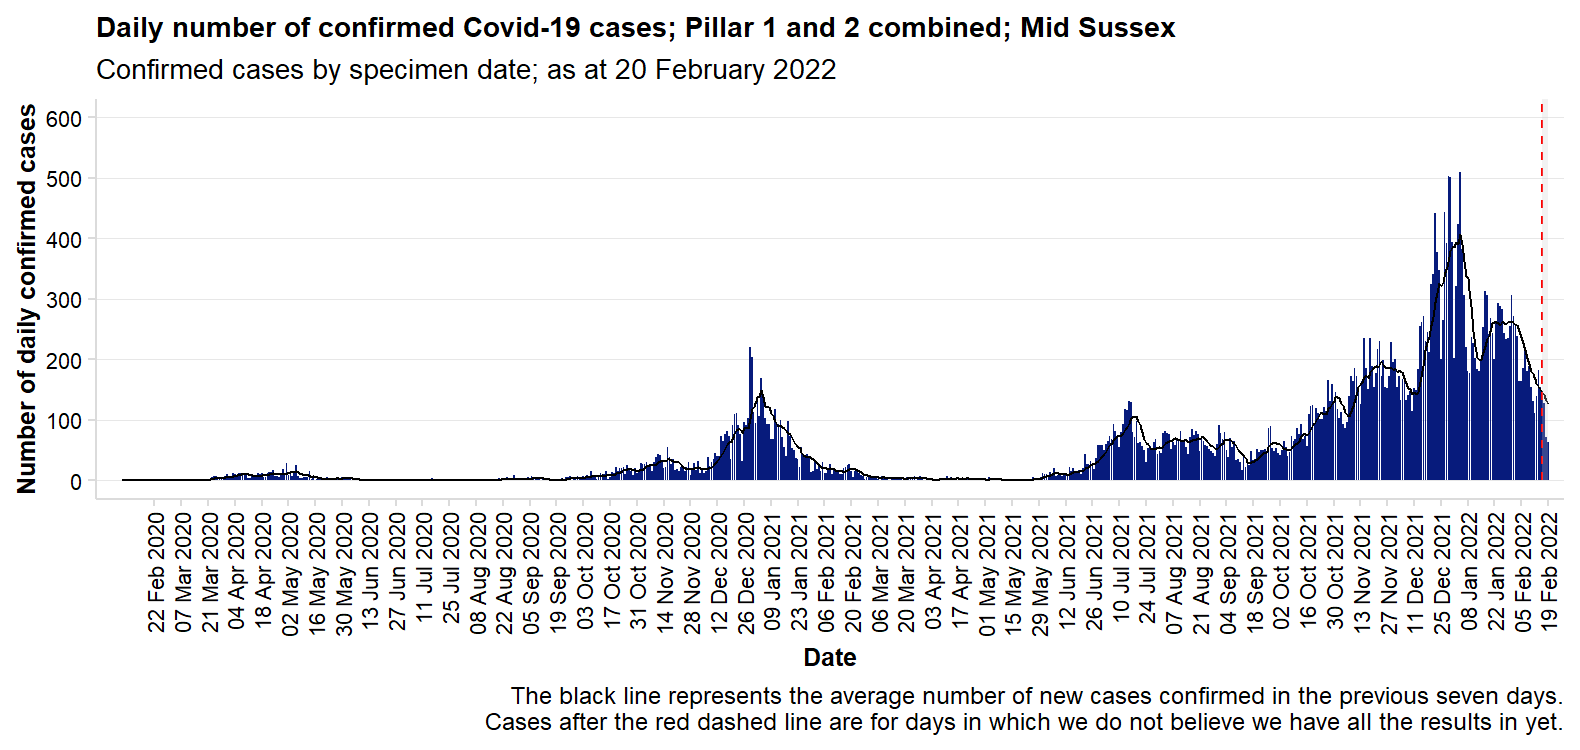 Daily number of confirmed Covid-19 cases; Pillar 1 and 2 combined; Mid Sussex
Confirmed cases by specimen date; as at 20 February 2022
Number of daily confirmed cases
600
500
400
300
200
100
0
22 Feb 2020
07 Mar 2020
21 Mar 2020
04 Apr 2020
18 Apr 2020
02 May 2020
16 May 2020
30 May 2020
13 Jun 2020
27 Jun 2020
11 Jul 2020
25 Jul 2020
08 Aug 2020
22 Aug 2020
05 Sep 2020
19 Sep 2020
03 Oct 2020
17 Oct 2020
31 Oct 2020
14 Nov 2020
28 Nov 2020
12 Dec 2020
26 Dec 2020
09 Jan 2021
23 Jan 2021
06 Feb 2021
20 Feb 2021
06 Mar 2021
20 Mar 2021
03 Apr 2021
17 Apr 2021
01 May 2021
15 May 2021
29 May 2021
12 Jun 2021
26 Jun 2021
10 Jul 2021
24 Jul 2021
07 Aug 2021
21 Aug 2021
04 Sep 2021
18 Sep 2021
02 Oct 2021
16 Oct 2021
30 Oct 2021
13 Nov 2021
27 Nov 2021
11 Dec 2021
25 Dec 2021
08 Jan 2022
22 Jan 2022
05 Feb 2022
19 Feb 2022
Date
The black line represents the average number of new cases confirmed in the previous seven days.
Cases after the red dashed line are for days in which we do not believe we have all the results in yet.